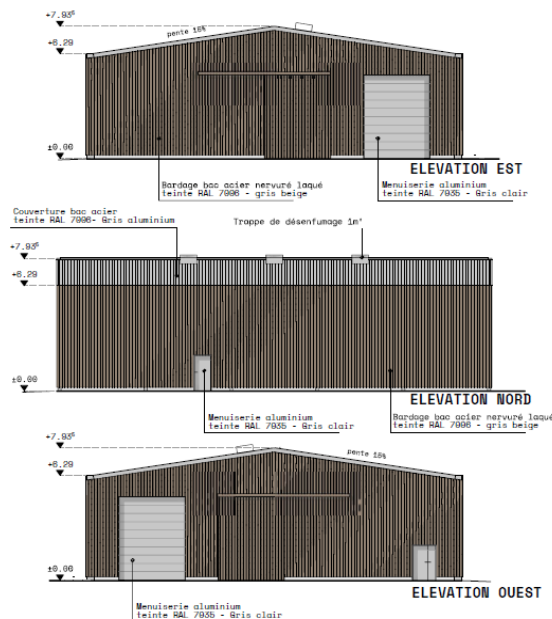 +7.93⁵
pente 15%
+6.29
±0.00
ELEVATION EST
Bardage bac acier nervuré laqué
teinte RAL 7006 - gris beige
Menuiserie aluminium
teinte RAL 7035 - Gris clair
Couverture bac acier
teinte RAL 7006- Gris aluminium
Trappe de désenfumage 1m²
+7.93⁵
+6.29
±0.00
ELEVATION NORD
Menuiserie aluminium
teinte RAL 7035 - Gris clair
Bardage bac acier nervuré laqué
teinte RAL 7006 - gris beige
+7.93⁵
pente 15%
+6.29
±0.00
ELEVATION OUEST
Menuiserie aluminium
teinte RAL 7035 - Gris clair